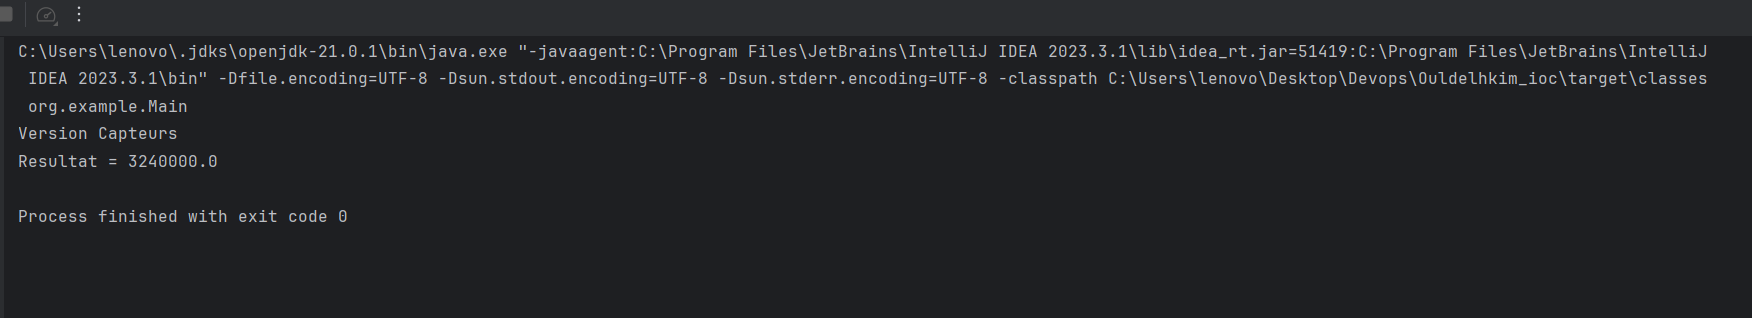 C:\Users\lenovo\.jdks\openjdk-21.0.1\bin\java.exe "-javaagent:C:\Program Files\JetBrains\IntelliJ IDEA 2023.3.1\lib\idea_rt.jar=51419:C:\Program Files\JetBrains\IntelliJ
IDEA 2023.3.1\bin" -Dfile.encoding=UTF-8 -Dsun.stdout.encoding=UTF-8 -Dsun.stderr.encoding=UTF-8 -classpath C:\Users\lenovo\Desktop\Devops\Ouldelhkim_ioc\target\classes
org.example.Main
Version Capteurs
Resultat = 3240000.0
Process finished with exit code 0